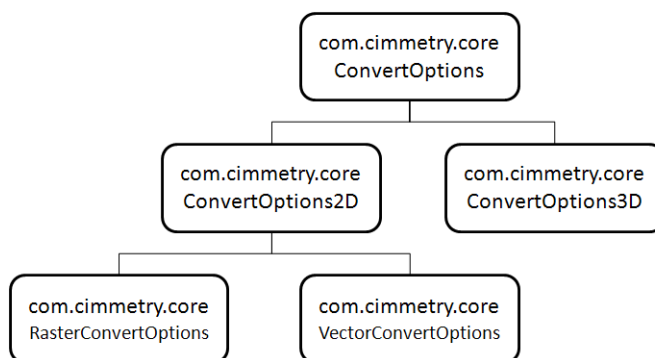 com.cimmetry.core
ConvertOptions
com.cimmetry.core
ConvertOptions2D
com.cimmetry.core
ConvertOptions3D
com.cimmetry.core
RasterConvertOptions
com.cimmetry.core
VectorConvertOptions